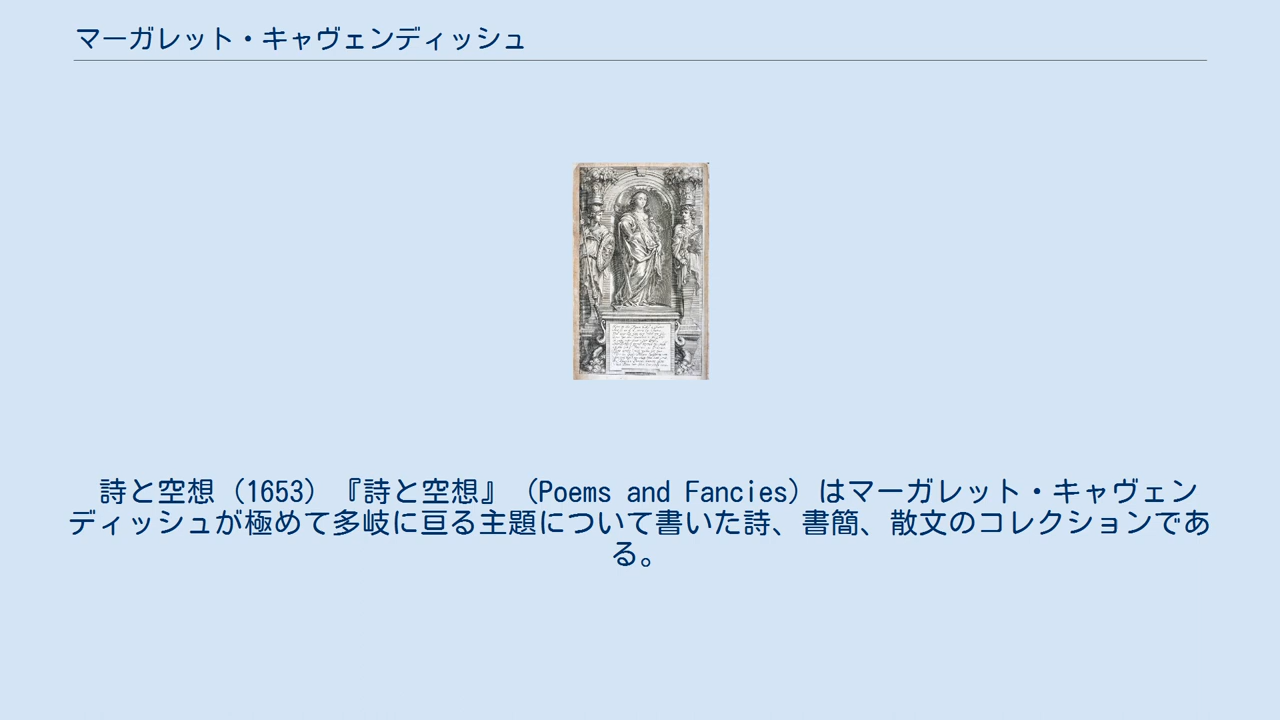 マーガレット・キャヴェンディッシュ
詩と空想（1653）『詩と空想』（Poems and Fancies）はマーガレット・キャヴェン
ディッシュが極めて多岐に亘る主題について書いた詩、書簡、散文のコレクションであ
る。